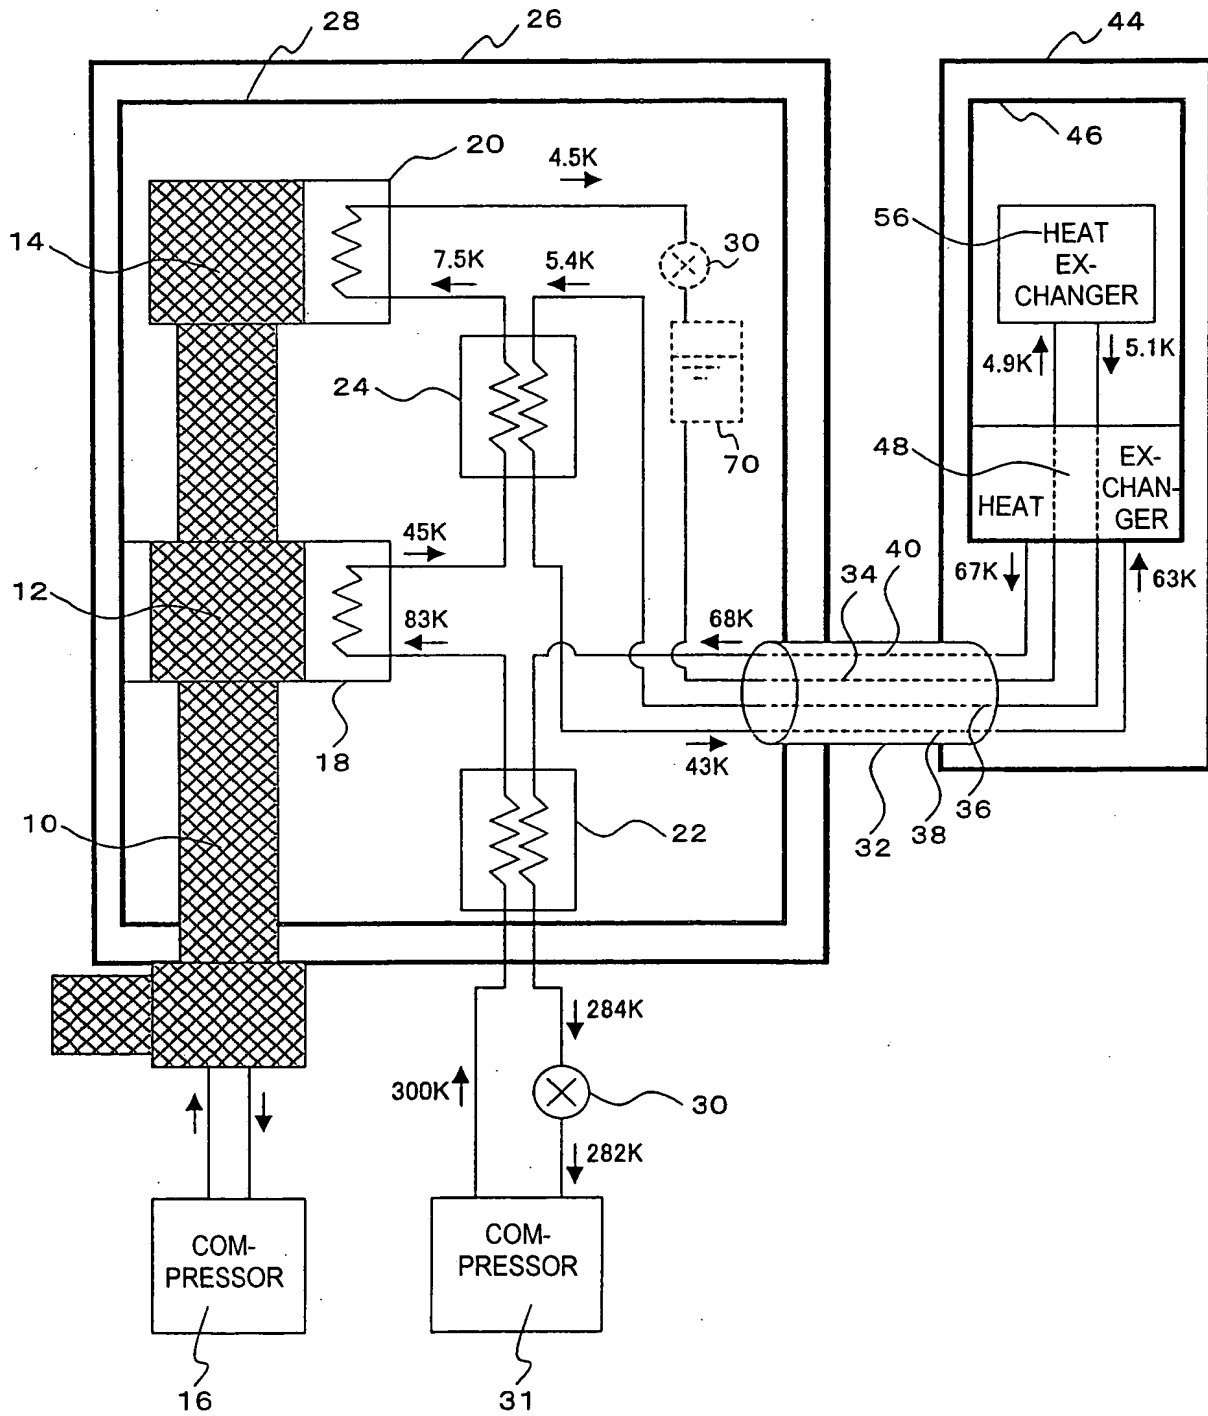 26
28
44
20
4.5K
46
14
30
56
HEAT
EX-
CHANGER
7.5K
5.4K
4.9K
5.1K
24
70
48
EX-
CHAN-
GER
HEAT
45K
40
34
67K
63K
12
83K
68K
18
43K
10
22
36
38
32
284K
300K
30
282K
COM-
PRESSOR
COM-
PRESSOR
16
31